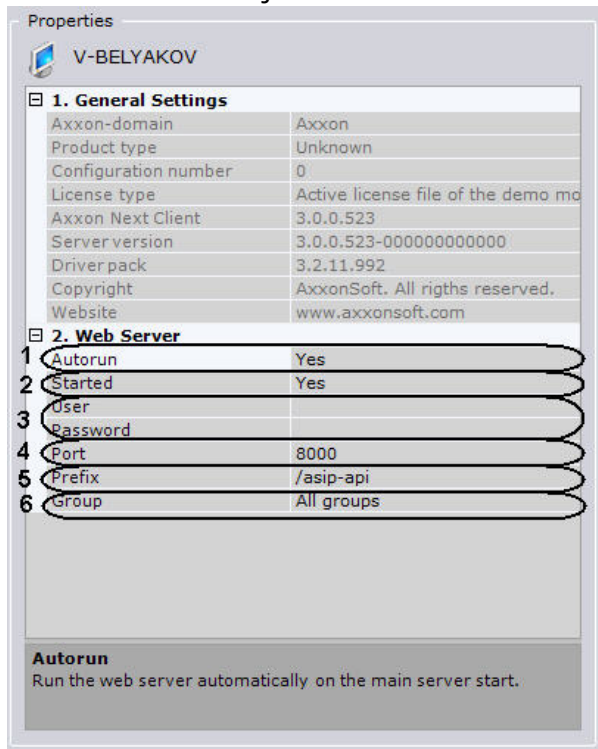 Properties
V-BELYAKOV
1. General Settings
Axxon-domain Axxon
Product type Unknown
Configuration number 0
License type Active license file of the demo mo
Axxon Next Client 3.0.0.523
Server version 3.0.0.523-000000000000
Driver pack 3.2.11.992
Copyright AxxonSoft. All rigths reserved.
Website www.axxonsoft.com
2. Web Server
1 Autorun Yes
2 Started Yes
3 User
Password
4 Port 8000
5 Prefix /asip-api
6 Group All groups
Autorun
Run the web server automatically on the main server start.